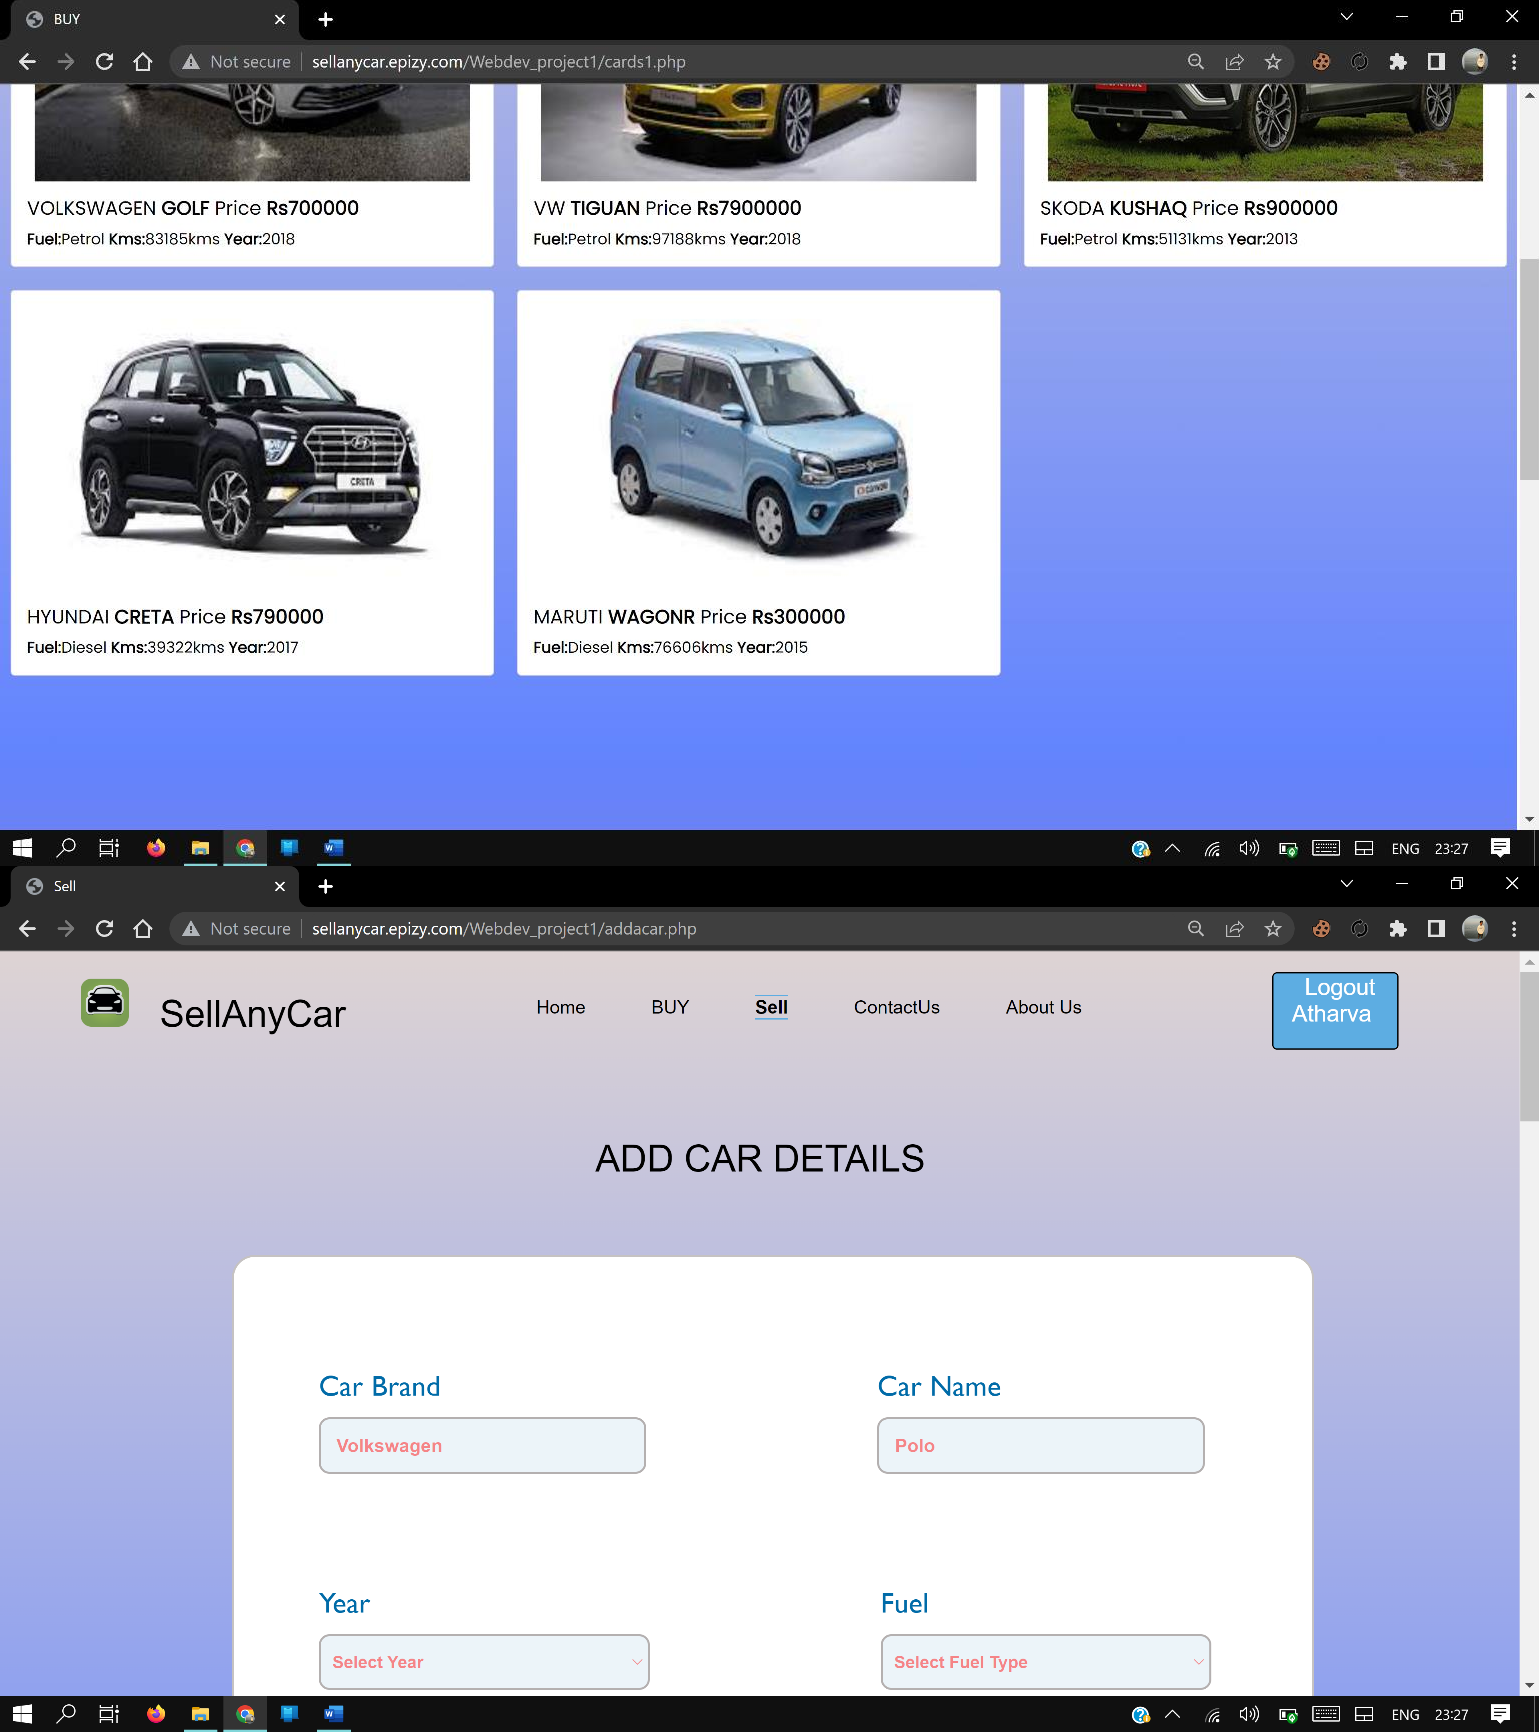 BUY
Not secure sellanycar.epizy.com/Webdev_project1/cards1.php
VOLKSWAGEN GOLF Price Rs700000
Fuel:Petrol Kms:83185kms Year:2018
VW TIGUAN Price Rs7900000
Fuel:Petrol Kms:97188kms Year:2018
SKODA KUSHAQ Price Rs900000
Fuel:Petrol Kms:51131kms Year:2013
CRETA
HYUNDAI CRETA Price Rs790000
Fuel:Diesel Kms:39322kms Year:2017
MARUTI WAGONR Price Rs300000
Fuel:Diesel Kms:76606kms Year:2015
ENG 23:27
Sell
Not secure sellanycar.epizy.com/Webdev_project1/addacar.php
SellAnyCar
Home BUY Sell ContactUs About Us
Logout
Atharva
ADD CAR DETAILS
Car Brand
Volkswagen
Car Name
Polo
Year
Select Year
Fuel
Select Fuel Type
ENG 23:27